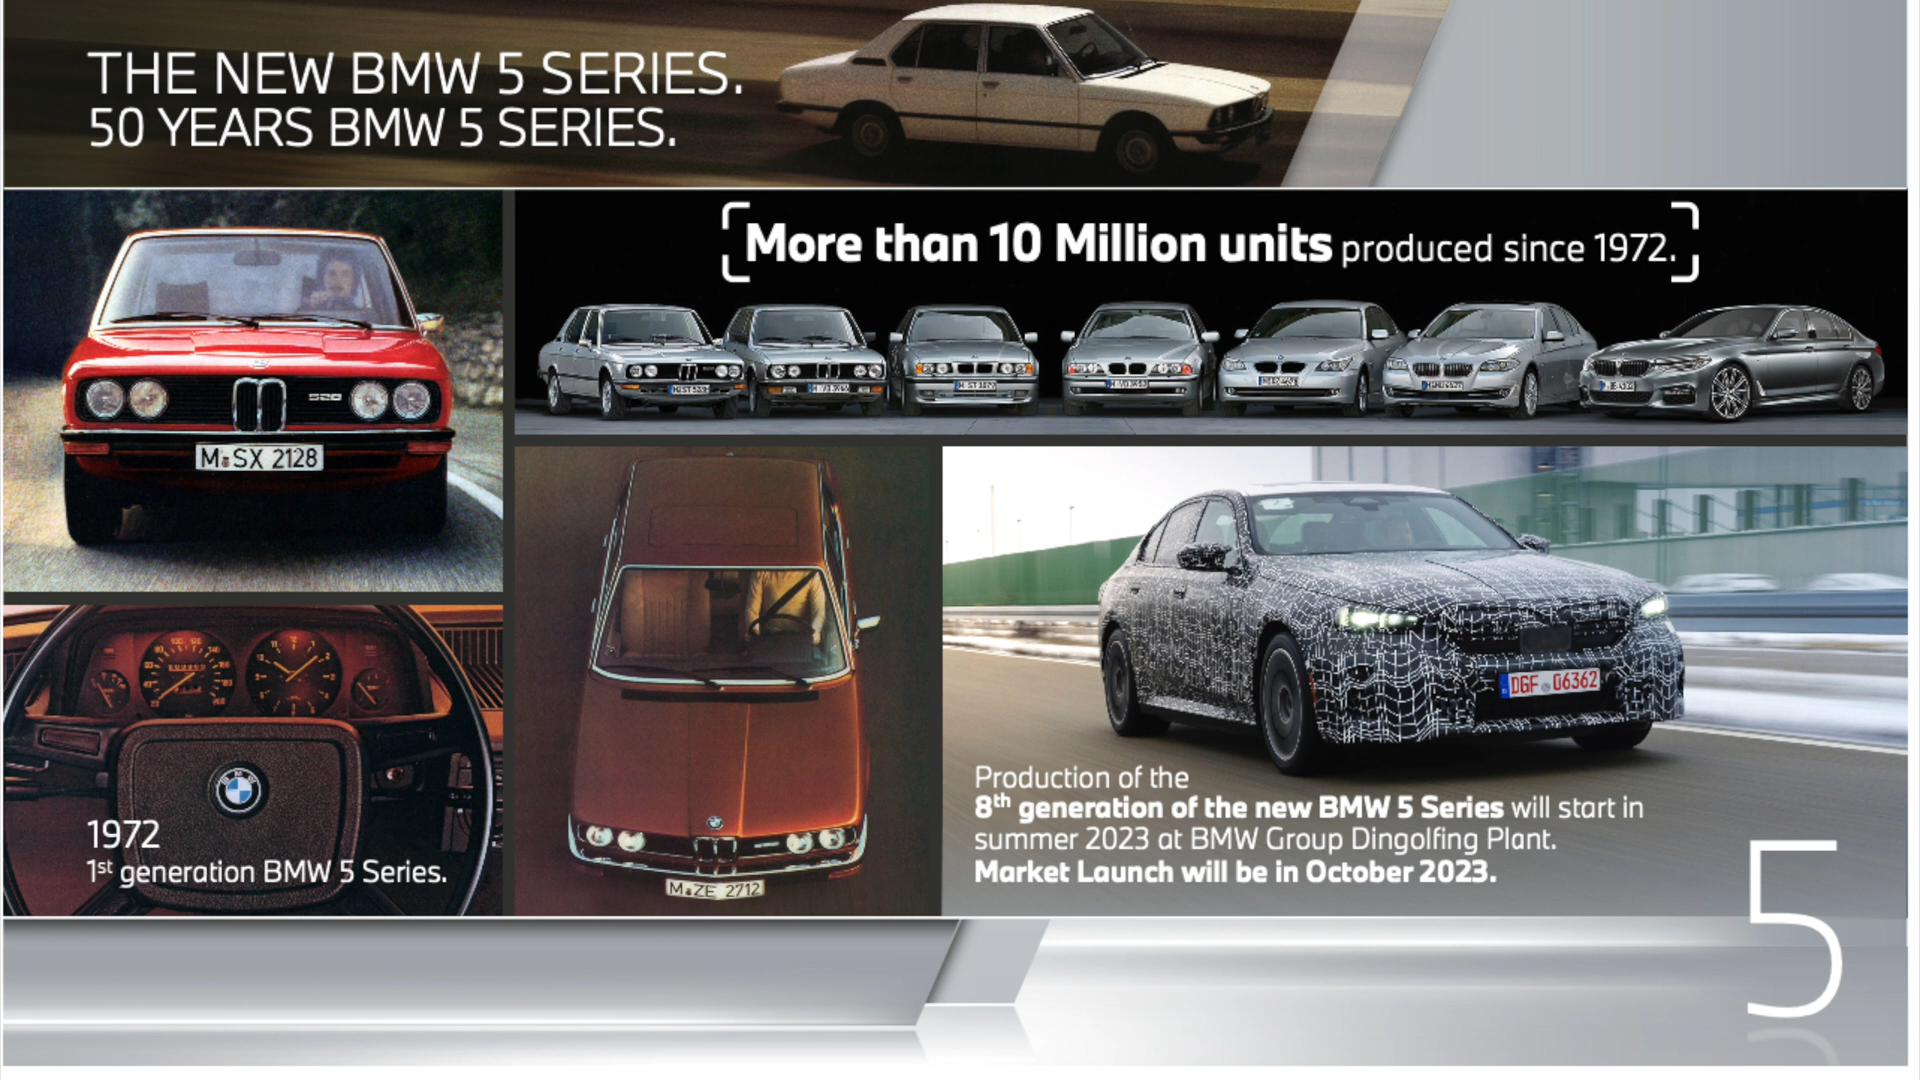 THE NEW BMW 5 SERIES.
50 YEARS BMW 5 SERIES.
More than 10 Million units produced since 1972.
528
M SX 2128
M ZE 2712
DGF 06362
1972
1st generation BMW 5 Series.
Production of the
8th generation of the new BMW 5 Series will start in
summer 2023 at BMW Group Dingolfing Plant.
Market Launch will be in October 2023.
5